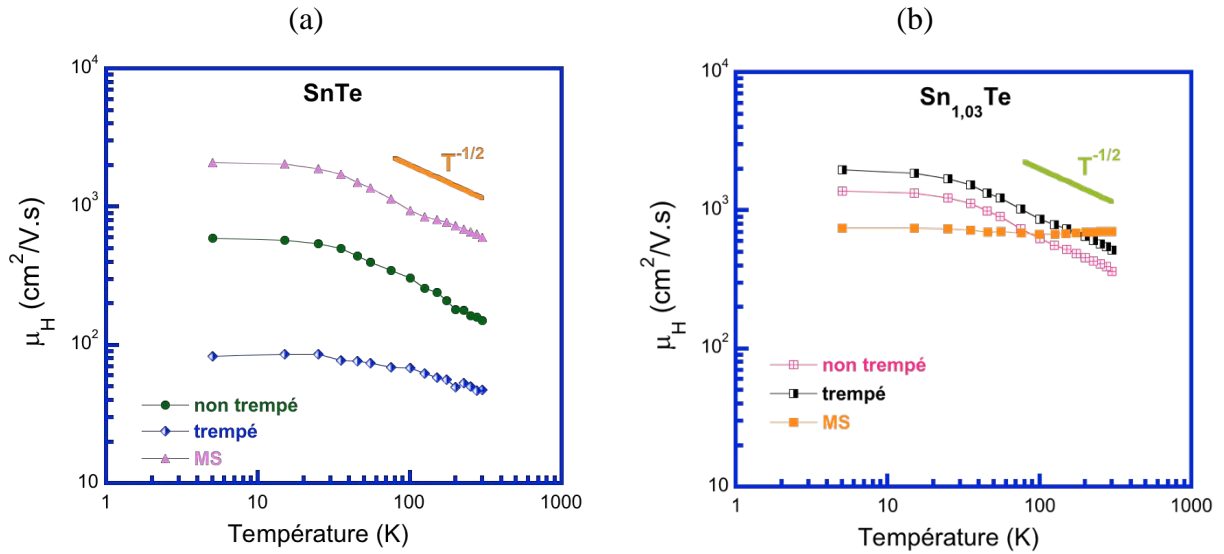 (a)
SnTe
T^-1/2
10^4
10^3
10^2
10
μ_H (cm^2/V.s)
non trempé
trempé
MS
1
10
100
1000
Température (K)
(b)
Sn_1,03Te
T^-1/2
10^4
10^3
10^2
10
μ_H (cm^2/V.s)
non trempé
trempé
MS
1
10
100
1000
Température (K)